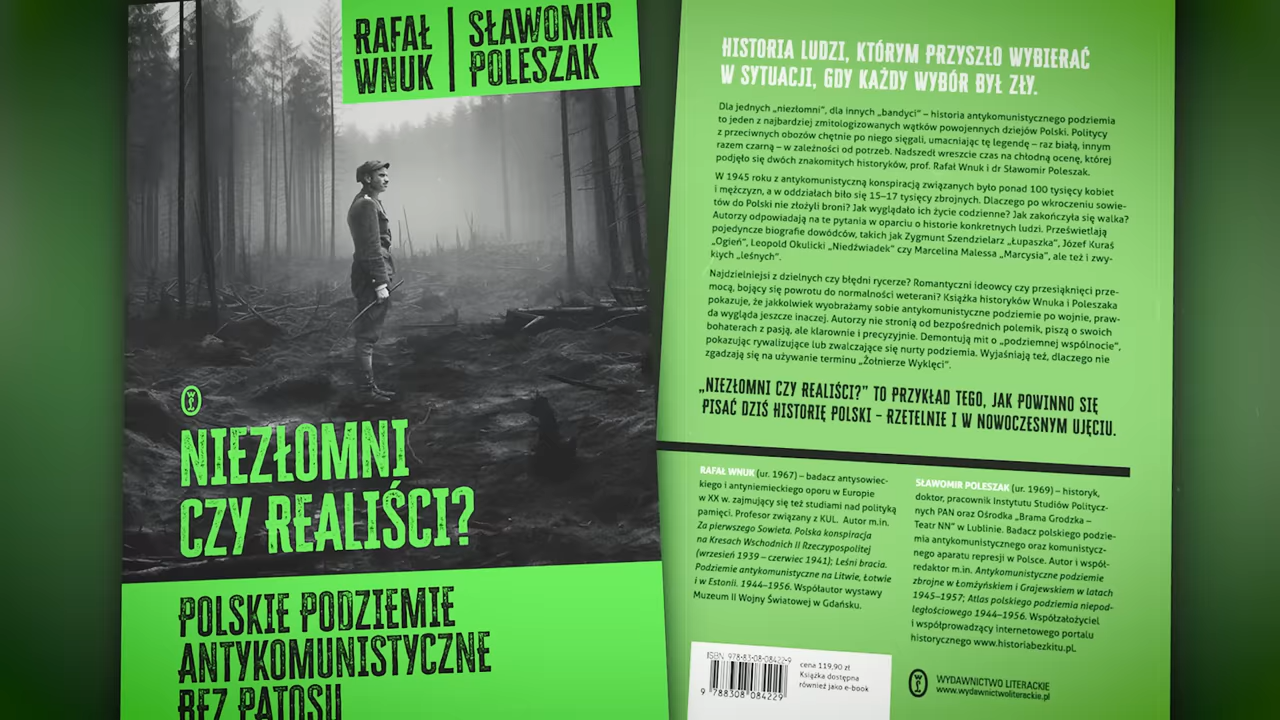 RAFAŁ
WNUK
SŁAWOMIR
POLESZAK
NIEZŁOMNI
CZY REALIŚCI?
POLSKIE PODZIEMIE
ANTYKOMUNISTYCZNE
BEZ PATOSU
HISTORIA LUDZI, KTÓRYM PRZYSZŁO WYBIERAĆ
W SYTUACJI, GDY KAŻDY WYBÓR BYŁ ZŁY.
Dla jednych „niezłomni”, dla innych „bandyci” – historia antykomunistycznego podziemia
to jeden z najbardziej zmitologizowanych wątków powojennych dziejów Polski. Politycy
z przeciwnych obozów chętnie po niego sięgali, umacniając tę legendę – raz białą, innym
razem czarną – w zależności od potrzeb. Nadszedł wreszcie czas na chłodną ocenę, której
podjęło się dwóch znakomitych historyków, prof. Rafał Wnuk i dr Sławomir Poleszak.
W 1945 roku z antykomunistyczną konspiracją związanych było ponad 100 tysięcy kobiet
i mężczyzn, a w oddziałach biło się 15–17 tysięcy zbrojnych. Dlaczego po wkroczeniu sowie-
tów do Polski nie złożyli broni? Jak wyglądało ich życie codzienne? Jak zakończyła się walka?
Autorzy odpowiadają na te pytania w oparciu o historie konkretnych ludzi. Prześwietlają
pojedyncze biografie dowódców, takich jak Zygmunt Szendzielarz „Łupaszka”, Józef Kuraś
„Ogień”, Leopold Okulicki „Niedźwiadek” czy Marcelina Malessa „Marcysia”, ale też i zwy-
kłych „leśnych”.
Najdzielniejsi z dzielnych czy błędni rycerze? Romantyczni ideowcy czy przesiąknięci prze-
mocą, bojący się powrotu do normalności weterani? Książka historyków Wnuka i Poleszaka
pokazuje, że jakkolwiek wyobrażamy sobie antykomunistyczne podziemie po wojnie, praw-
da wygląda jeszcze inaczej. Autorzy nie stronią od bezpośrednich polemik, piszą o swoich
bohaterach z pasją, ale klarownie i precyzyjnie. Demontują mit o „podziemnej wspólnocie”,
pokazując rywalizujące lub zwalczające się nurty podziemia. Wyjaśniają też, dlaczego nie
zgadzają się na używanie terminu „Żołnierze Wyklęci”.
„NIEZŁOMNI CZY REALIŚCI?” TO PRZYKŁAD TEGO, JAK POWINNO SIĘ
PISAĆ DZIŚ HISTORIĘ POLSKI – RZETELNIE I W NOWOCZESNYM UJĘCIU.
RAFAŁ WNUK (ur. 1967) – badacz antysowiec-
kiego i antyniemieckiego oporu w Europie
w XX w. zajmujący się też studiami nad polityką
pamięci. Profesor związany z KUL. Autor m.in.
Za pierwszego Sowieta. Polska konspiracja
na Kresach Wschodnich II Rzeczypospolitej
(wrzesień 1939 – czerwiec 1941); Leśni bracia.
Podziemie antykomunistyczne na Litwie, Łotwie
i w Estonii. 1944–1956. Współautor wystawy
Muzeum II Wojny Światowej w Gdańsku.
SŁAWOMIR POLESZAK (ur. 1969) – historyk,
doktor, pracownik Instytutu Studiów Politycz-
nych PAN oraz Ośrodka „Brama Grodzka –
Teatr NN” w Lublinie. Badacz polskiego podzie-
mia antykomunistycznego oraz komunistycz-
nego aparatu represji w Polsce. Autor i współ-
redaktor m.in. Antykomunistyczne podziemie
zbrojne w Łomżyńskiem i Grajewskiem w latach
1945–1957; Atlas polskiego podziemia niepod-
ległościowego 1944–1956. Współzałożyciel
i współprowadzący internetowego portalu
historycznego www.historiabezkitu.pl.
ISBN 978-83-08-08422-9
9 788308 084229
cena 119,90 zł
Książka dostępna
również jako e-book
WYDAWNICTWO LITERACKIE
www.wydawnictwoliterackie.pl